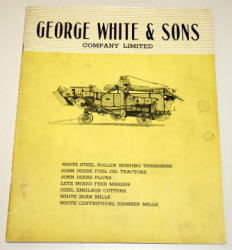 GEORGE WHITE & SONS
COMPANY LIMITED
WHITE STEEL ROLLER BEARING THRESHERS
JOHN DEERE FUEL OIL TRACTORS
JOHN DEERE PLOWS
LETZ MIXED FEED MAKERS
GEHL ENSILAGE CUTTERS
WHITE BEAN MILLS
WHITE CENTRIFUGAL HAMMER MILLS